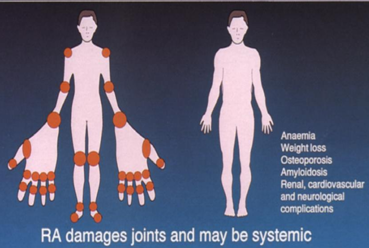 Anaemia
Weight loss
Osteoporosis
Amyloidosis
Renal, cardiovascular
and neurological
complications
RA damages joints and may be systemic